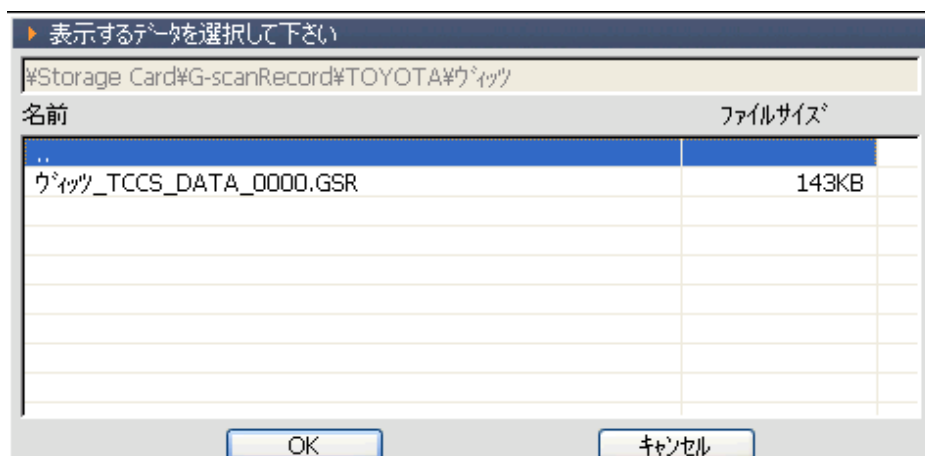 表示するﾃﾞｰﾀを選択して下さい
¥Storage Card¥G-scanRecord¥TOYOTA¥ヴィッツ
名前 ﾌｧｲﾙｻｲｽﾞ
..
ヴィッツ_TCCS_DATA_0000.GSR 143KB
OK ｷｬﾝｾﾙ